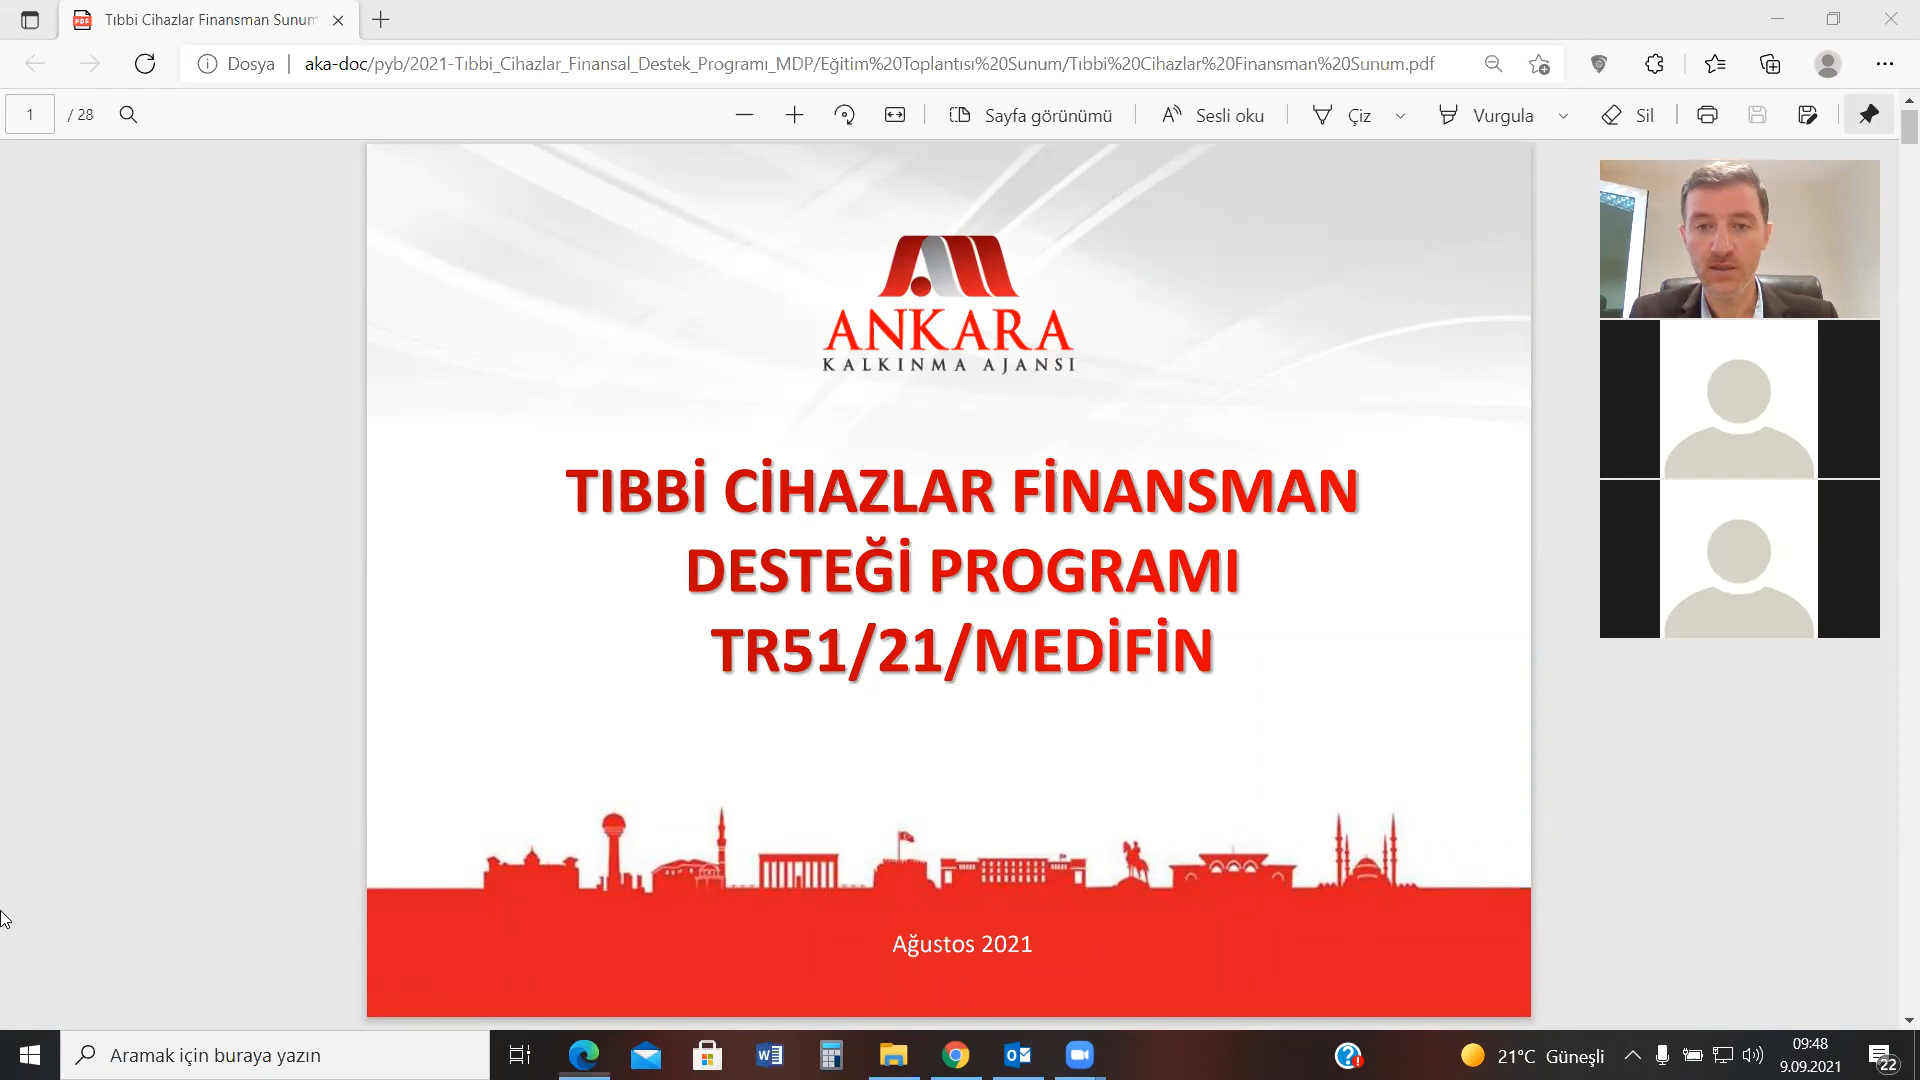 Tıbbi Cihazlar Finansman Sunum
Dosya
aka-doc/pyb/2021-Tıbbi_Cihazlar_Finansal_Destek_Programı_MDP/Eğitim%20Toplantısı%20Sunum/Tıbbi%20Cihazlar%20Finansman%20Sunum.pdf
1 / 28
Sayfa görünümü
Sesli oku
Çiz
Vurgula
Sil
ANKARA
KALKINMA AJANSI
TIBBİ CİHAZLAR FİNANSMAN
DESTEĞİ PROGRAMI
TR51/21/MEDİFİN
Ağustos 2021
Aramak için buraya yazın
21°C Güneşli
09:48
9.09.2021
22